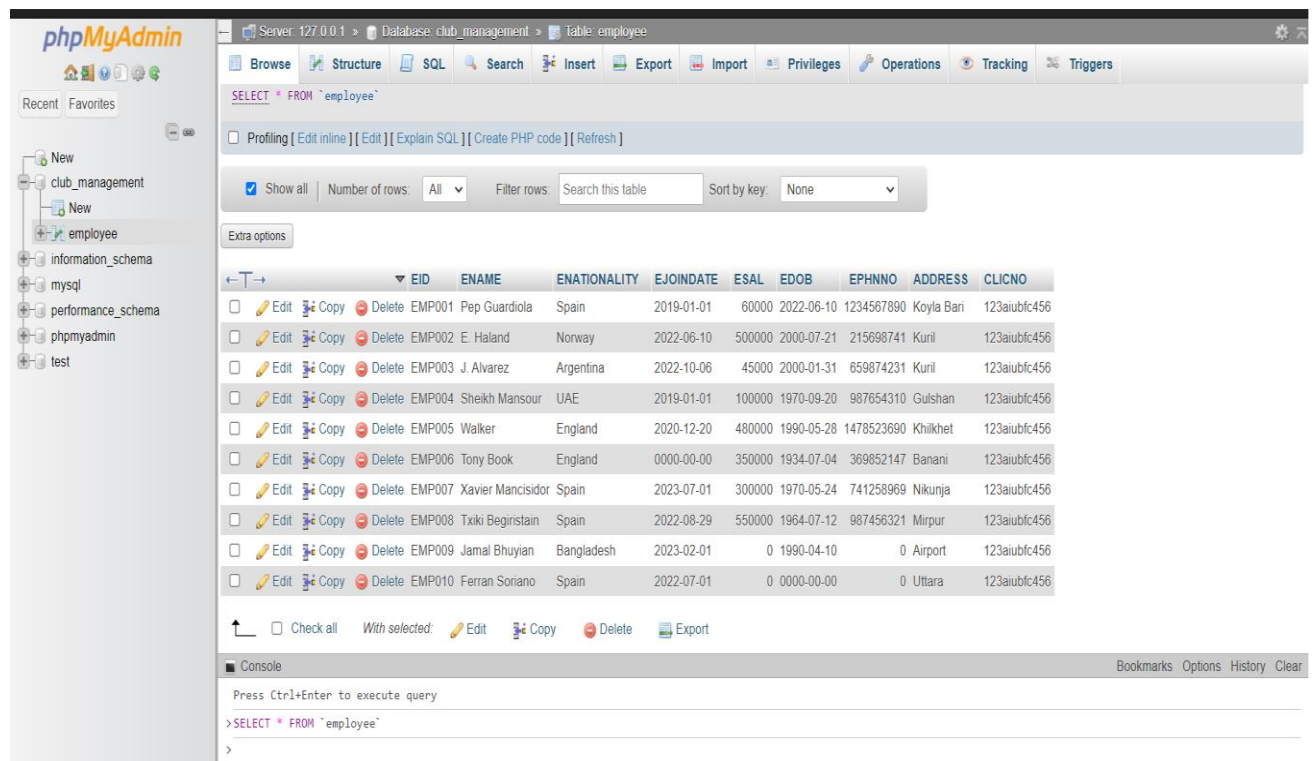 phpMyAdmin
Recent Favorites
New
club_management
New
employee
information_schema
mysql
performance_schema
phpmyadmin
test
Server: 127.0.0.1 » Database: club_management » Table: employee
Browse Structure SQL Search Insert Export Import Privileges Operations Tracking Triggers
SELECT * FROM `employee`
Profiling [ Edit inline ] [ Edit ] [ Explain SQL ] [ Create PHP code ] [ Refresh ]
Show all | Number of rows: All Filter rows: Search this table Sort by key: None
Extra options
←T→ ▼ EID ENAME ENATIONALITY EJOINDATE ESAL EDOB EPHNNO ADDRESS CLICNO
Edit Copy Delete EMP001 Pep Guardiola Spain 2019-01-01 60000 2022-06-10 1234567890 Koyla Bari 123aiubfc456
Edit Copy Delete EMP002 E. Haland Norway 2022-06-10 500000 2000-07-21 215698741 Kuril 123aiubfc456
Edit Copy Delete EMP003 J. Alvarez Argentina 2022-10-06 45000 2000-01-31 659874231 Kuril 123aiubfc456
Edit Copy Delete EMP004 Sheikh Mansour UAE 2019-01-01 100000 1970-09-20 987654310 Gulshan 123aiubfc456
Edit Copy Delete EMP005 Walker England 2020-12-20 480000 1990-05-28 1478523690 Khilkhet 123aiubfc456
Edit Copy Delete EMP006 Tony Book England 0000-00-00 350000 1934-07-04 369852147 Banani 123aiubfc456
Edit Copy Delete EMP007 Xavier Mancisidor Spain 2023-07-01 300000 1970-05-24 741258969 Nikunja 123aiubfc456
Edit Copy Delete EMP008 Txiki Begiristain Spain 2022-08-29 550000 1964-07-12 987456321 Mirpur 123aiubfc456
Edit Copy Delete EMP009 Jamal Bhuyian Bangladesh 2023-02-01 0 1990-04-10 0 Airport 123aiubfc456
Edit Copy Delete EMP010 Ferran Soriano Spain 2022-07-01 0 0000-00-00 0 Uttara 123aiubfc456
Check all With selected: Edit Copy Delete Export
Console Bookmarks Options History Clear
Press Ctrl+Enter to execute query
>SELECT * FROM `employee`
>